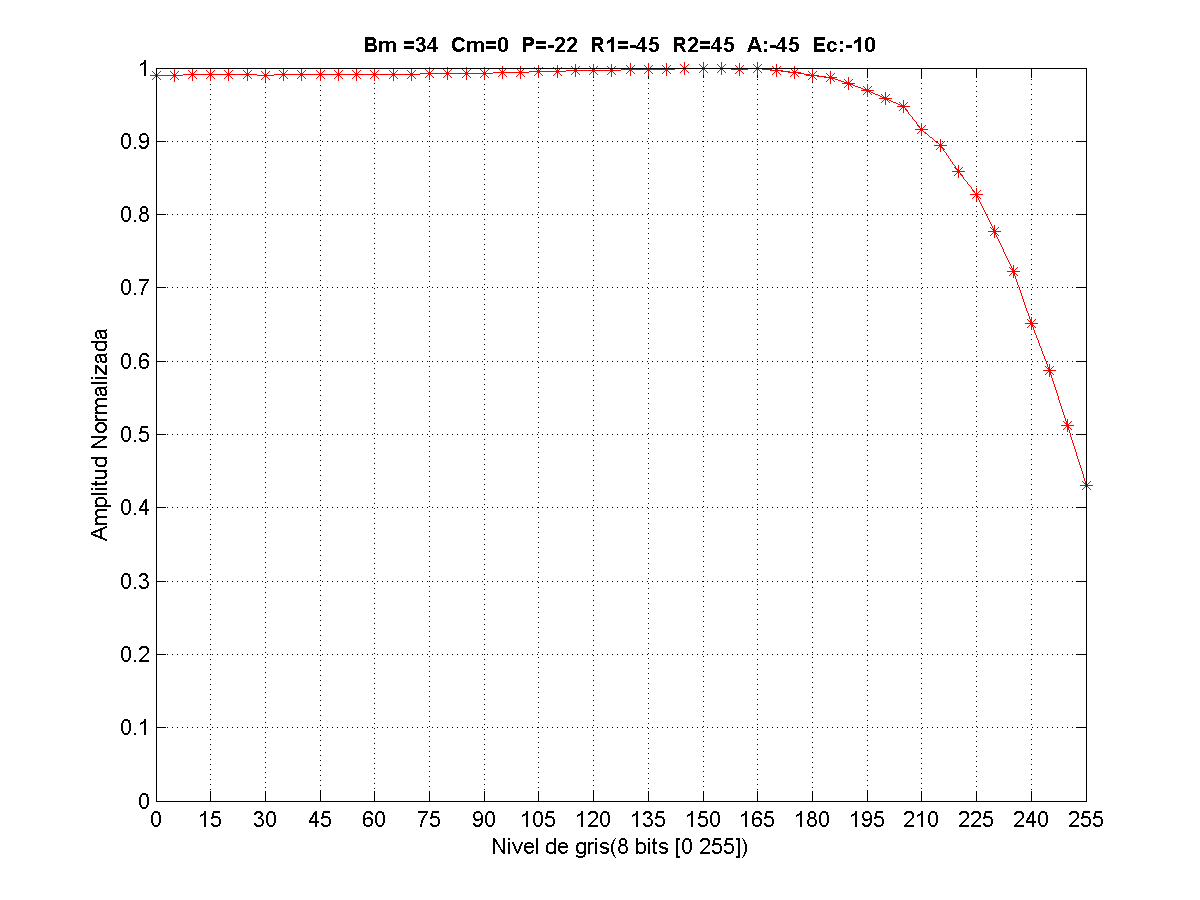 Bm =34  Cm=0  P=-22  R1=-45  R2=45  A:-45  Ec:-10
1
0.9
0.8
0.7
0.6
0.5
0.4
0.3
0.2
0.1
0
Amplitud Normalizada
0 15 30 45 60 75 90 105 120 135 150 165 180 195 210 225 240 255
Nivel de gris(8 bits [0 255])